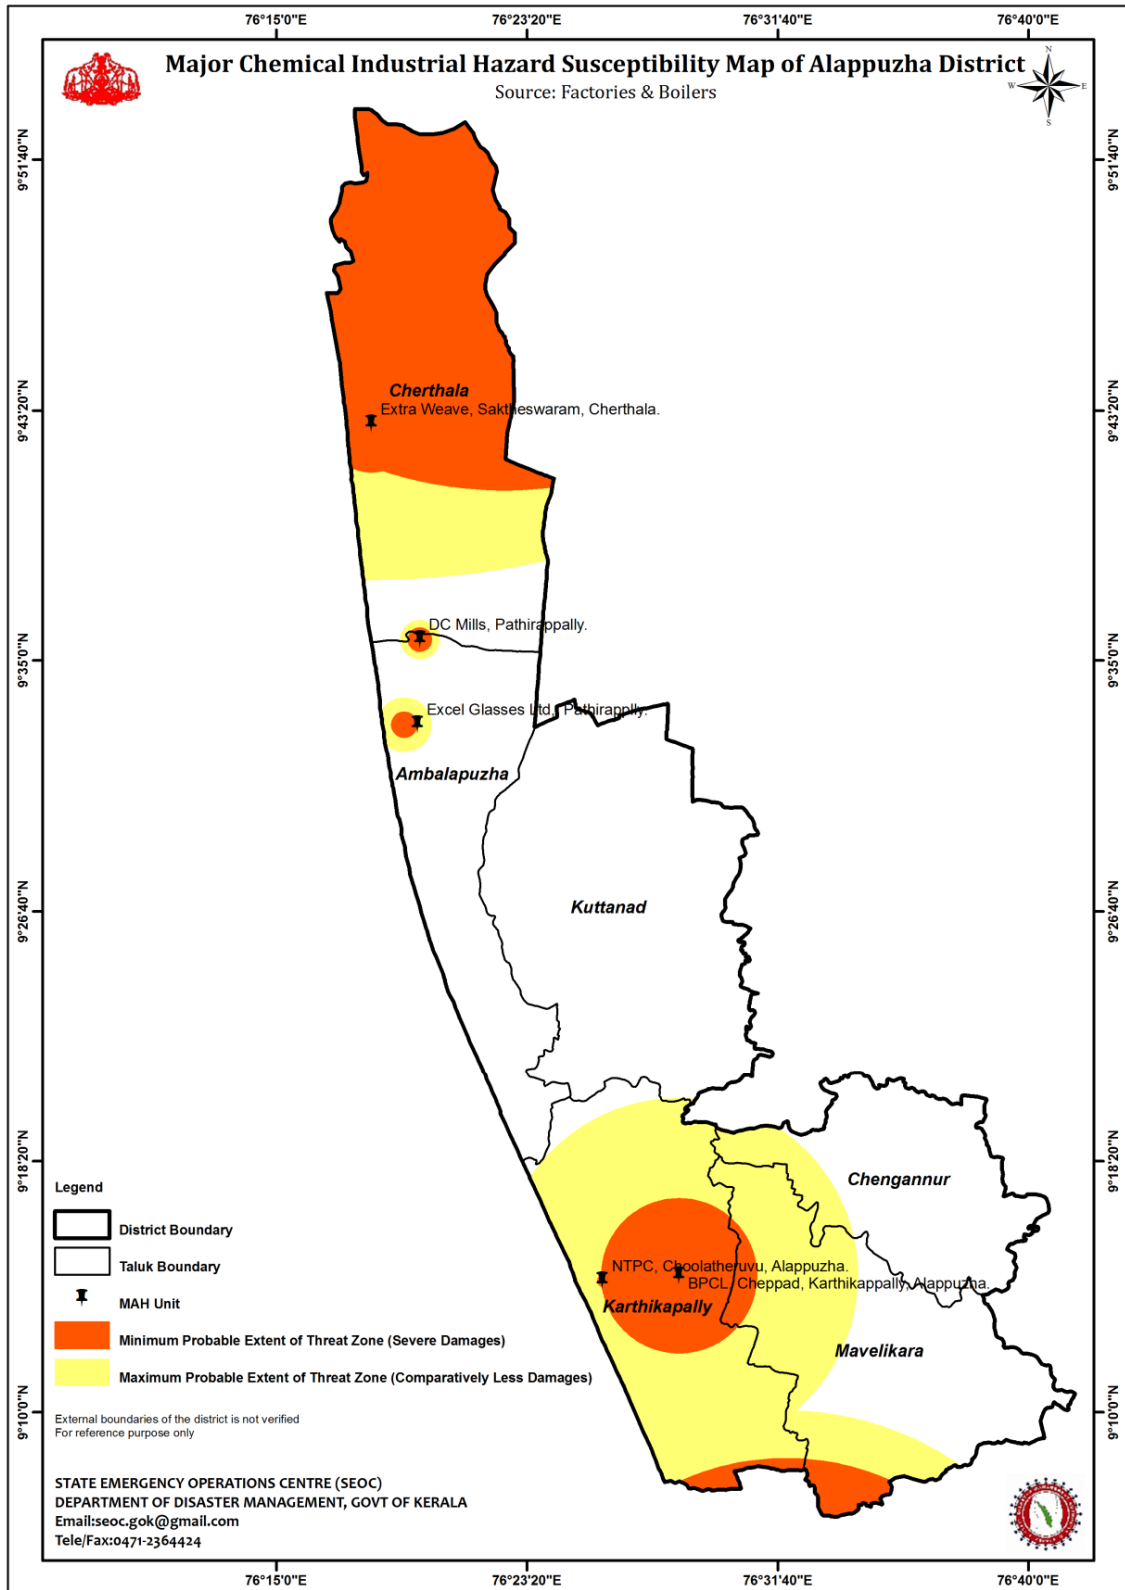 76°15'0"E 76°23'20"E 76°31'40"E 76°40'0"E
Major Chemical Industrial Hazard Susceptibility Map of Alappuzha District
Source: Factories & Boilers
N
W E
S
9°51'40"N 9°51'40"N
Cherthala
Extra Weave, Saktheswaram, Cherthala.
9°43'20"N 9°43'20"N
DC Mills, Pathirappally.
9°35'0"N 9°35'0"N
Excel Glasses Ltd, Pathirapplly.
Ambalapuzha
Kuttanad
9°26'40"N 9°26'40"N
9°18'20"N 9°18'20"N
Chengannur
NTPC, Choolatheruvu, Alappuzha.
BPCL, Cheppad, Karthikappally, Alappuzha.
Karthikapally
Mavelikara
9°10'0"N 9°10'0"N
Legend
District Boundary
Taluk Boundary
MAH Unit
Minimum Probable Extent of Threat Zone (Severe Damages)
Maximum Probable Extent of Threat Zone (Comparatively Less Damages)
External boundaries of the district is not verified
For reference purpose only
STATE EMERGENCY OPERATIONS CENTRE (SEOC)
DEPARTMENT OF DISASTER MANAGEMENT, GOVT OF KERALA
Email:seoc.gok@gmail.com
Tele/Fax:0471-2364424
76°15'0"E 76°23'20"E 76°31'40"E 76°40'0"E